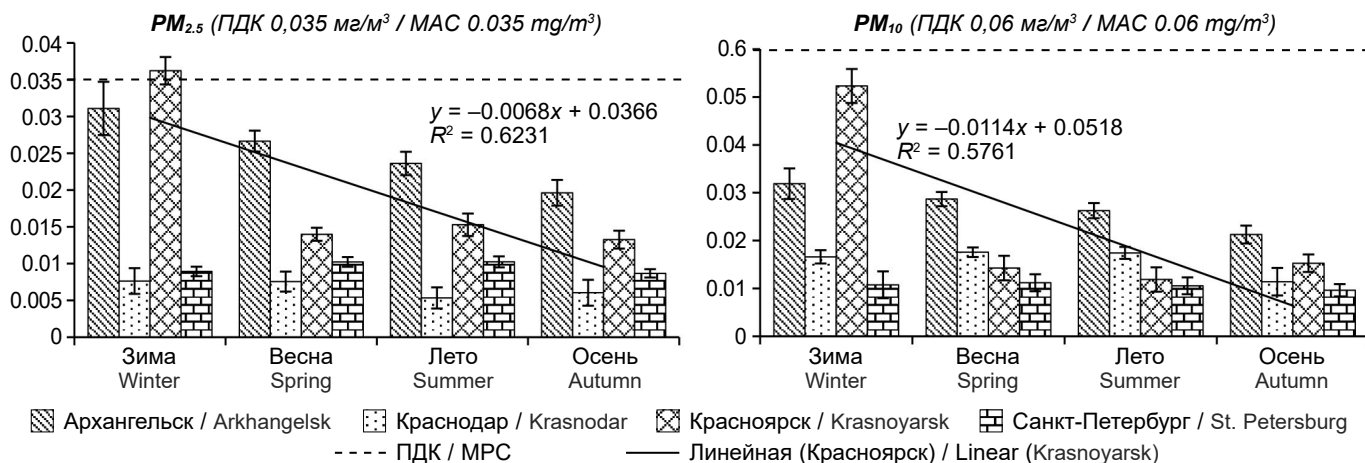 PM2.5 (ПДК 0,035 мг/м³ / MAC 0.035 mg/m³)
0.04
0.035
0.03
0.025
0.02
0.015
0.01
0.005
0
y = –0.0068x + 0.0366
R² = 0.6231
Зима
Winter
Весна
Spring
Лето
Summer
Осень
Autumn
PM10 (ПДК 0,06 мг/м³ / MAC 0.06 mg/m³)
0.6
0.05
0.04
0.03
0.02
0.01
0
y = –0.0114x + 0.0518
R² = 0.5761
Зима
Winter
Весна
Spring
Лето
Summer
Осень
Autumn
Архангельск / Arkhangelsk
Краснодар / Krasnodar
Красноярск / Krasnoyarsk
Санкт-Петербург / St. Petersburg
ПДК / MPC
Линейная (Красноярск) / Linear (Krasnoyarsk)